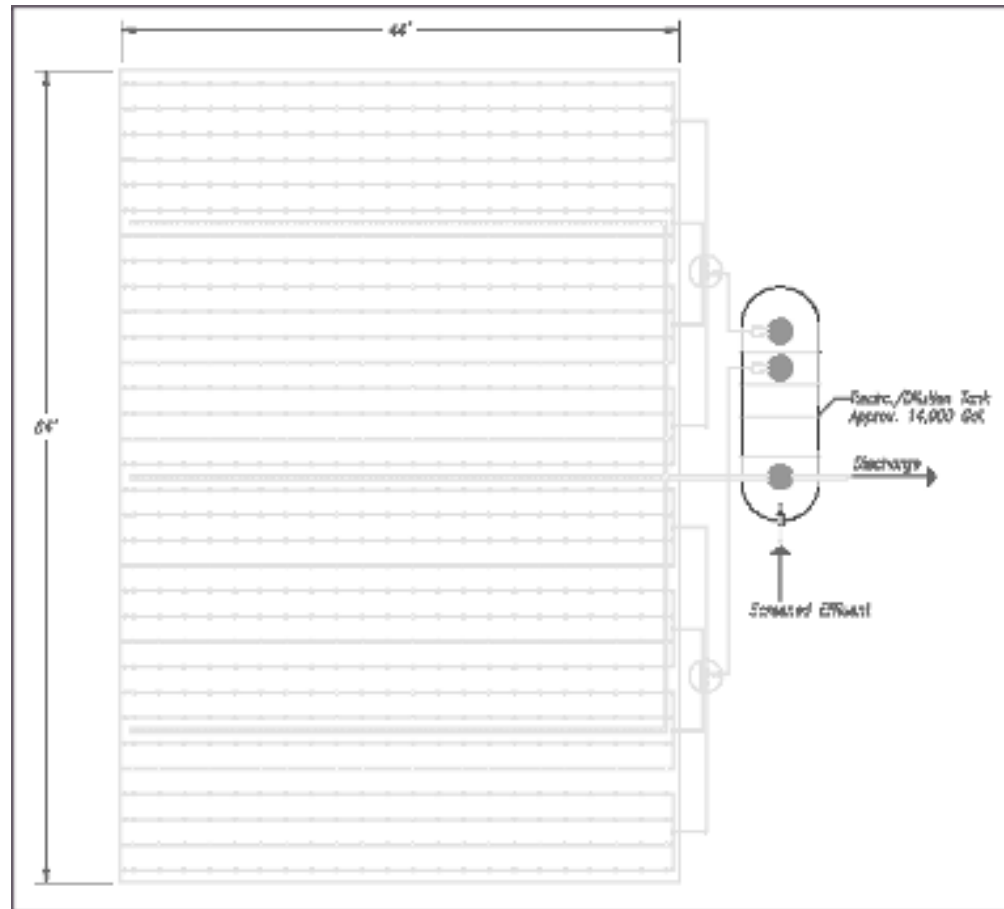 44'
64'
Recirc./Dilution Tank
Approx. 14,000 Gal.
Discharge
Screened Effluent